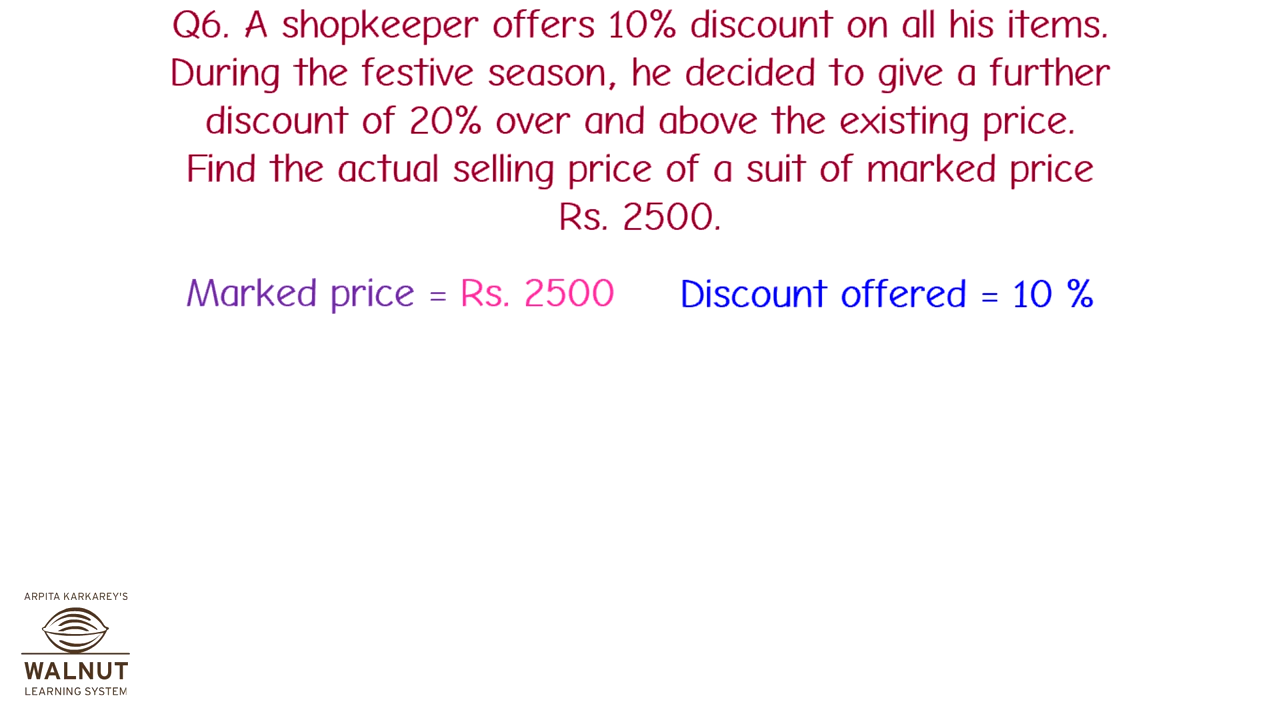 Q6. A shopkeeper offers 10% discount on all his items.
During the festive season, he decided to give a further
discount of 20% over and above the existing price.
Find the actual selling price of a suit of marked price
Rs. 2500.
Marked price = Rs. 2500 Discount offered = 10 %
ARPITA KARKAREY'S
WALNUT
LEARNING SYSTEM